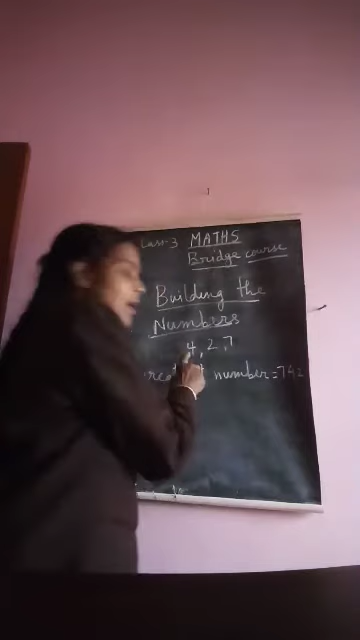 MATHS
Bridge course
Building the
Numbers
4, 2, 7
number=742